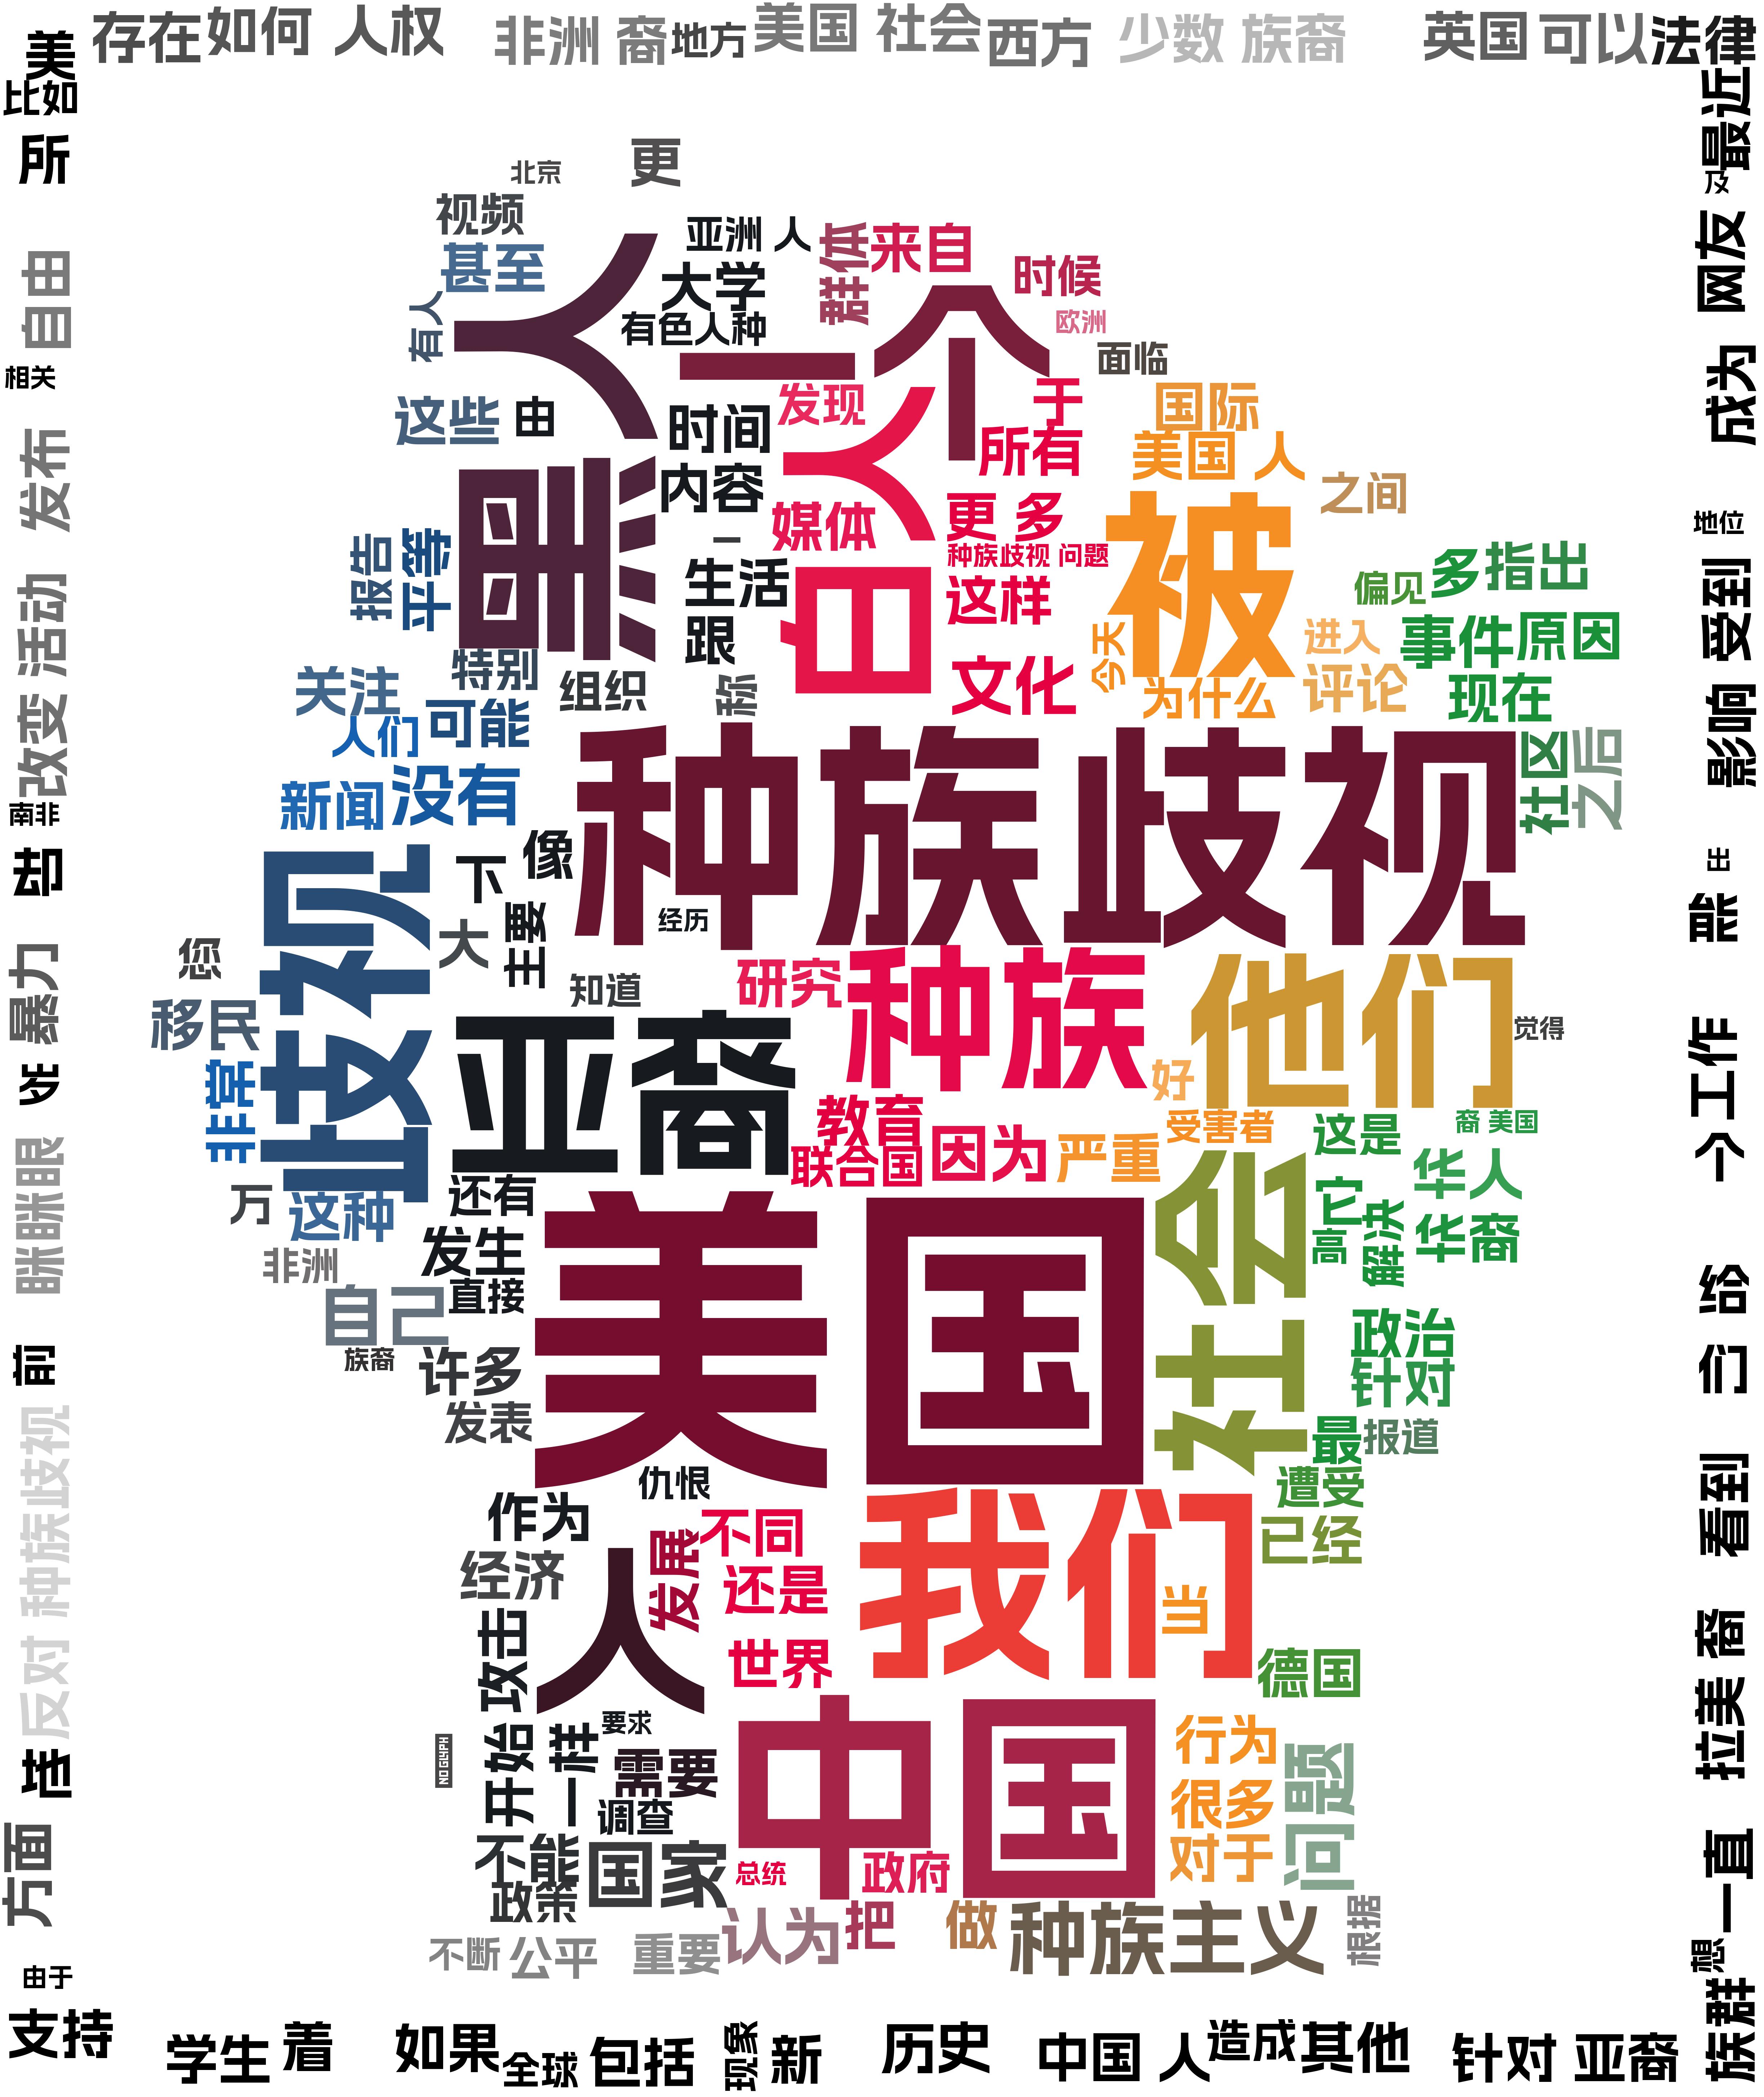 存在 如何 人权 非洲 裔 地方 美国 社会 西方 少数 族裔 英国 可以 法律
美
比如
所
自由
相关
发布
活动
改变
南非
却
暴力
岁
眯眯眼
前
反对 种族歧视
地
方面
由于
支持
北京
更
视频
亚洲 人
群体
来自
时候
甚至
大学
有色人种
有人
黑人
一个
欧洲
面临
这些
由
时间
发现
于
国际
所有
美国 人
内容
白人
媒体
更 多
被
之间
报告
平等
一
种族歧视 问题
生活
这样
偏见
多
指出
跟
今天
进入
事件
原因
特别
关注
组织
称
文化
为什么
评论
现在
人们
可能
种族歧视
社区
之后
新闻
没有
歧视
下
像
大
主要
经历
您
知道
研究
种族
他们
觉得
移民
非常
亚裔
好
教育
联合国
因为
严重
受害者
这是
裔 美国
万
这种
还有
社会
它
高
解决
华人
华裔
非洲
发生
直接
美国
自己
族裔
许多
政治
针对
发表
最
报道
仇恨
遭受
作为
不同
我们
已经
经济
人
发展
还是
当
攻击
世界
德国
要求
NO GLYPH
开始
一样
需要
中国
行为
调查
很多
问题
不能
国家
总统
政府
对于
政策
不断
公平
重要
认为
把
做
种族主义
根据
最近
及
网友
成为
地位
受到
影响
出
能
工作
个
给
们
看到
拉美 裔
一直
想
族群
学生
着
如果
全球
包括
现象
新
历史
中国 人
造成
其他
针对 亚裔